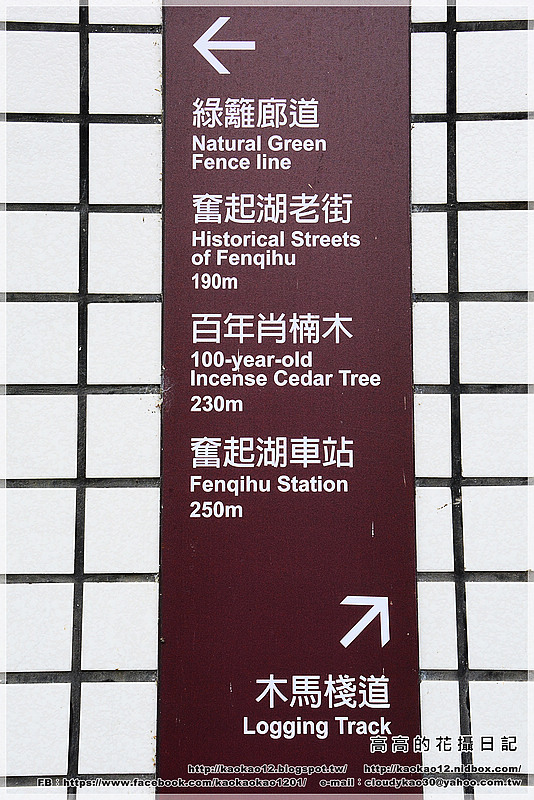 綠籬廊道
Natural Green
Fence line
奮起湖老街
Historical Streets
of Fenqihu
190m
百年肖楠木
100-year-old
Incense Cedar Tree
230m
奮起湖車站
Fenqihu Station
250m
木馬棧道
Logging Track
高高的花攝日記
http://kaokao12.blogspot.tw/ http://kaokao12.nidbox.com/
FB：https://www.facebook.com/kaokaokao1201/ e-mail：cloudykao30@yahoo.com.tw